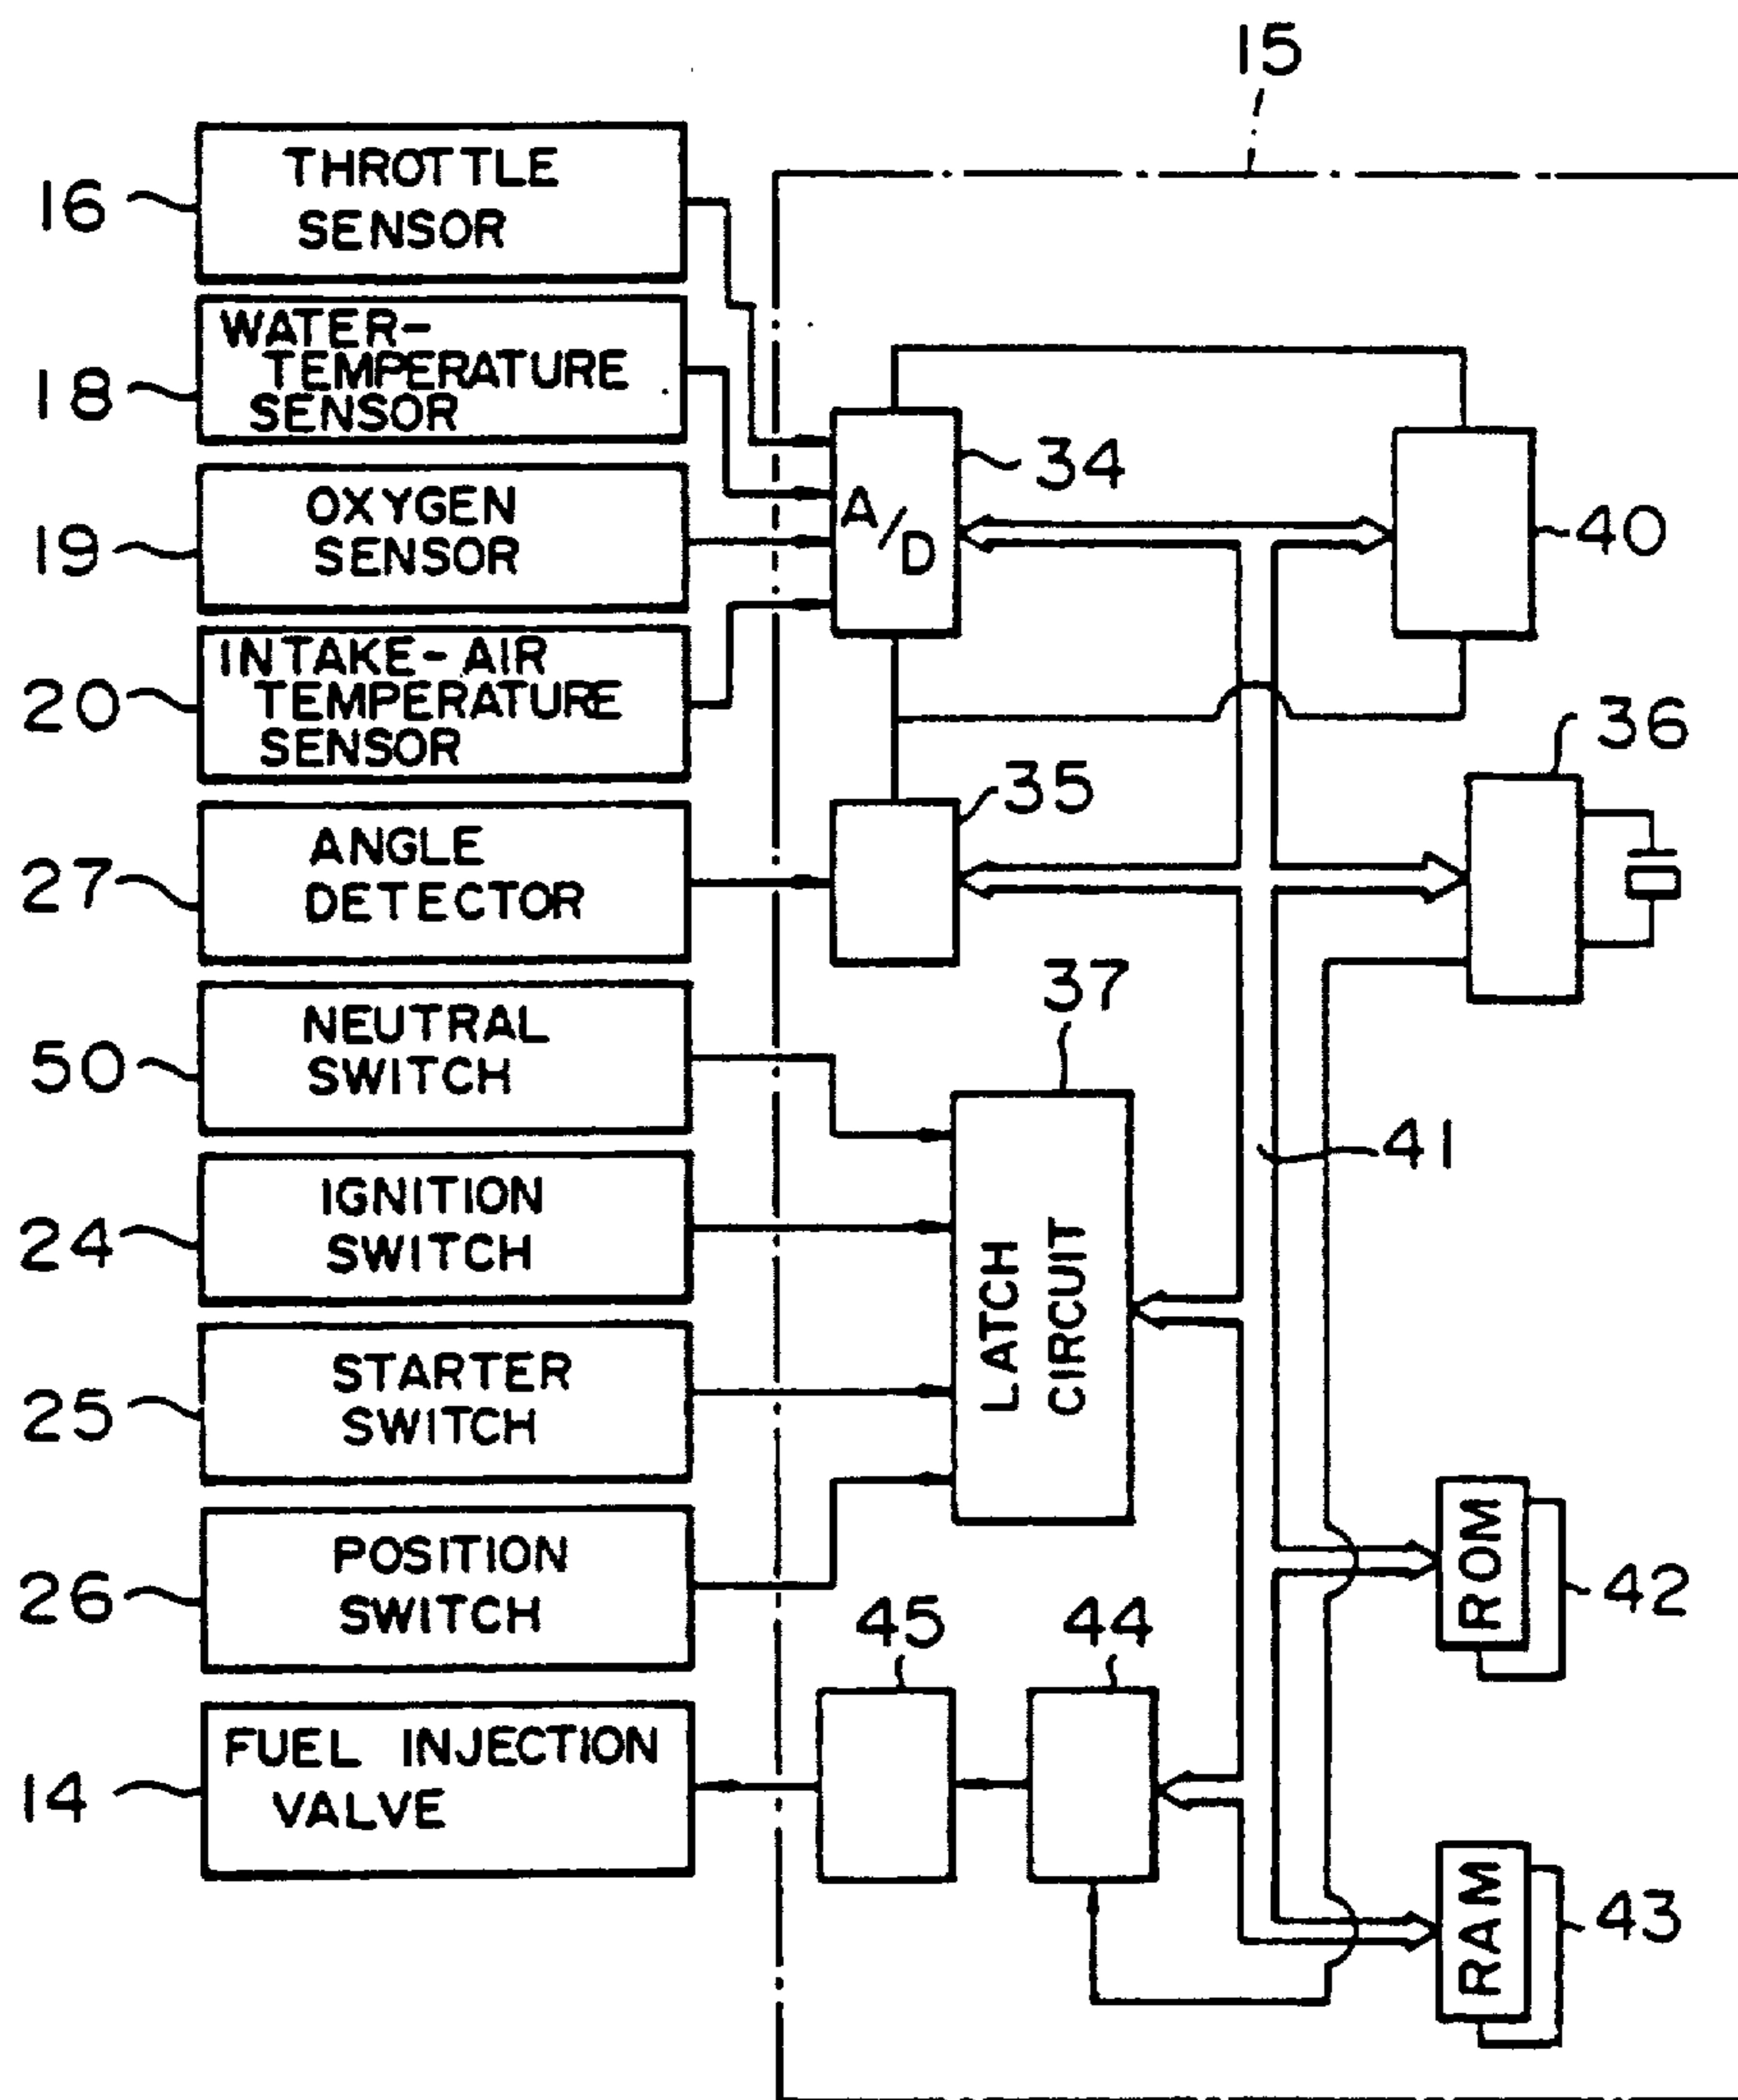 15
16
THROTTLE
SENSOR
18
WATER-
TEMPERATURE
SENSOR
34
40
19
OXYGEN
SENSOR
A/D
20
INTAKE-AIR
TEMPERATURE
SENSOR
36
35
27
ANGLE
DETECTOR
37
50
NEUTRAL
SWITCH
41
24
IGNITION
SWITCH
LATCH
CIRCUIT
25
STARTER
SWITCH
26
POSITION
SWITCH
ROM
42
45
44
14
FUEL INJECTION
VALVE
RAM
43